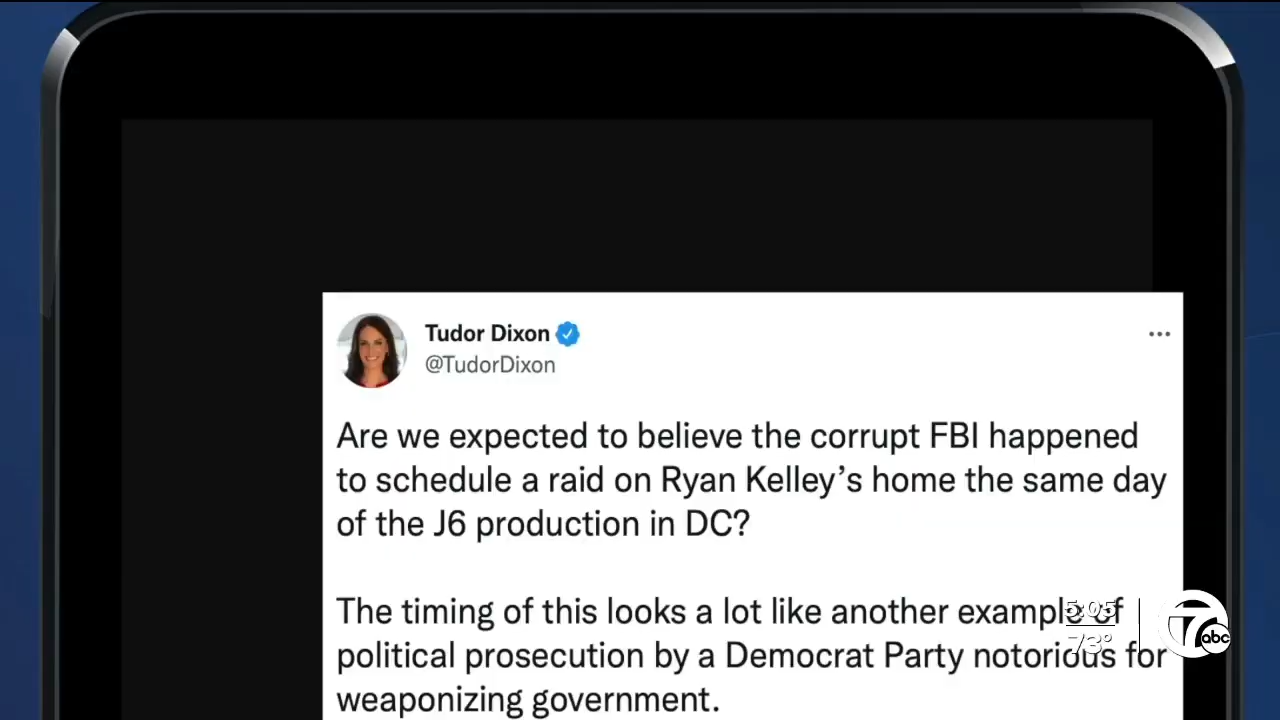 Tudor Dixon
@TudorDixon
Are we expected to believe the corrupt FBI happened
to schedule a raid on Ryan Kelley’s home the same day
of the J6 production in DC?
The timing of this looks a lot like another example of
political prosecution by a Democrat Party notorious for
weaponizing government.
5:05
73°
7 abc